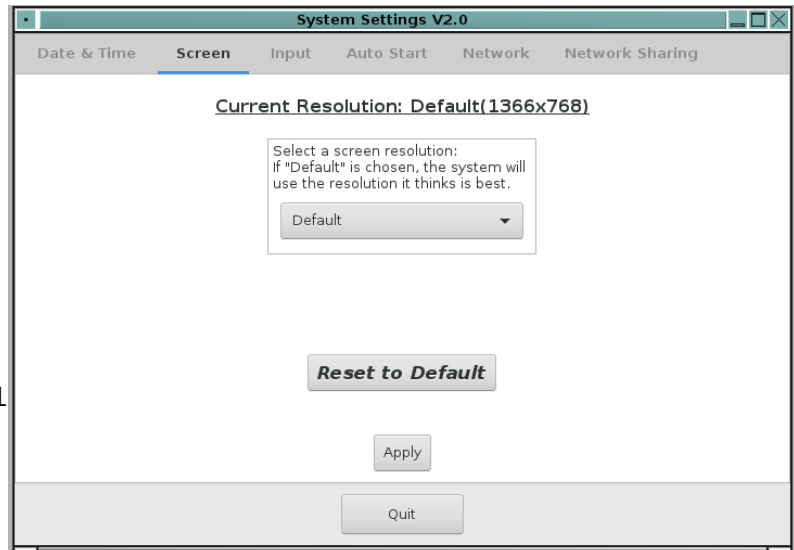 System Settings V2.0
Date & Time Screen Input Auto Start Network Network Sharing
Current Resolution: Default(1366x768)
Select a screen resolution:
If "Default" is chosen, the system will
use the resolution it thinks is best.
Default
Reset to Default
Apply
Quit